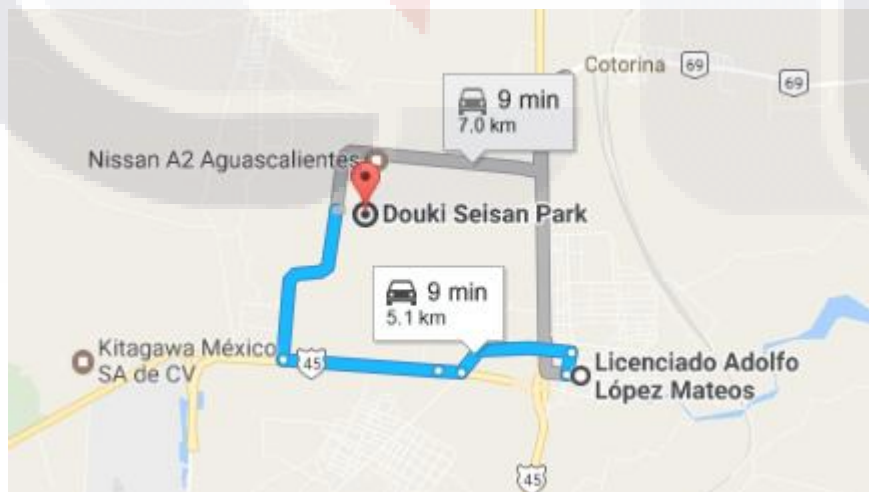 Cotorina
69
69
9 min
7.0 km
Nissan A2 Aguascalientes
Douki Seisan Park
9 min
5.1 km
Kitagawa México
SA de CV
45
Licenciado Adolfo
López Mateos
45